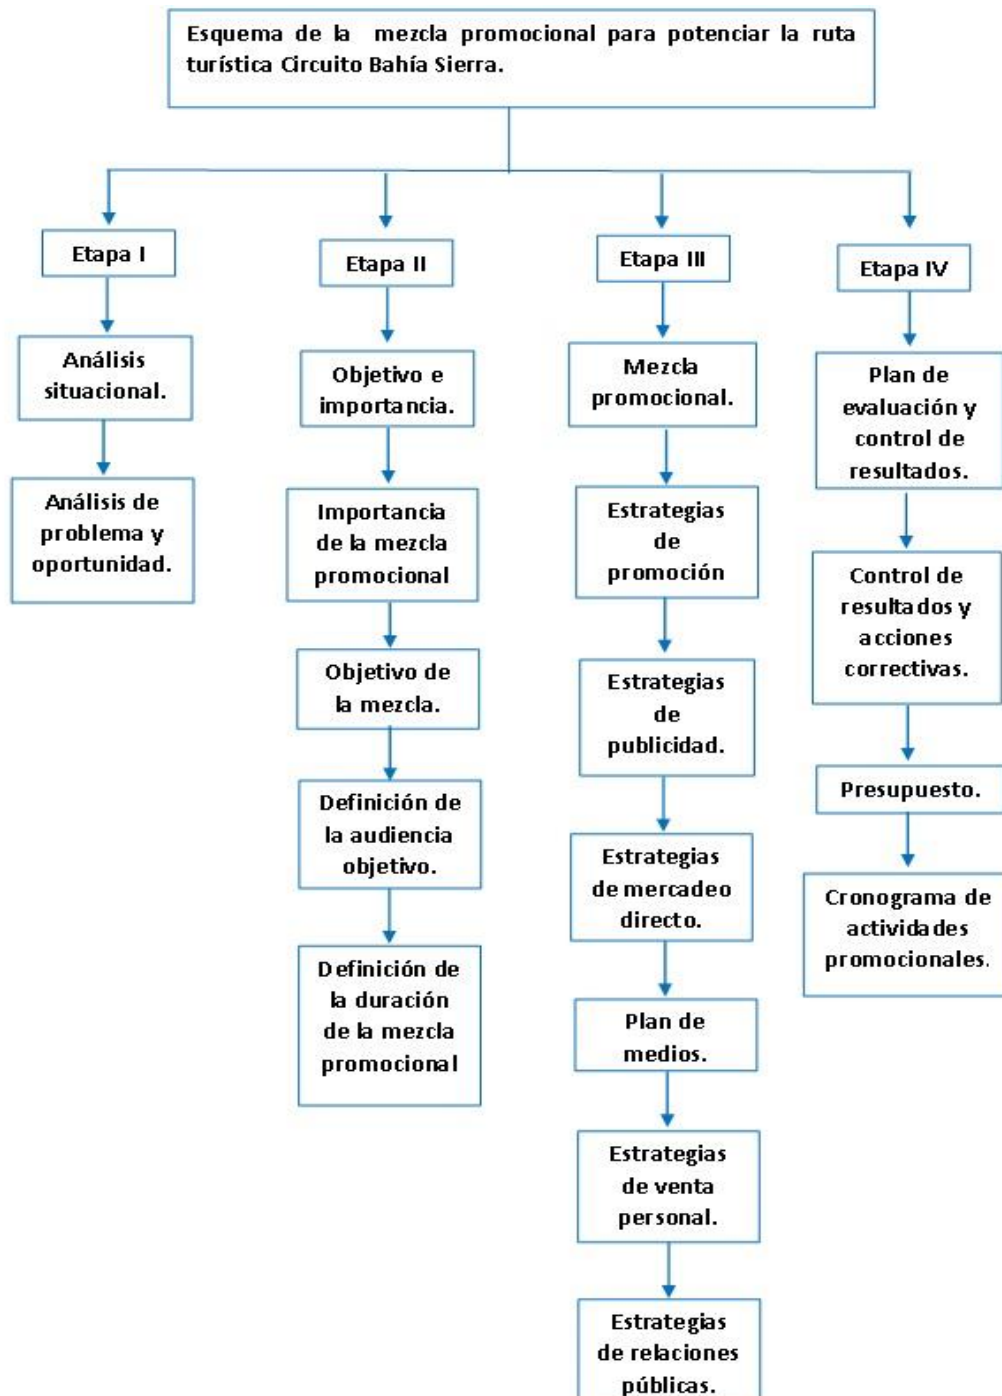 Esquema de la mezcla promocional para potenciar la ruta
turística Circuito Bahía Sierra.
Etapa I
Análisis
situacional.
Análisis de
problema y
oportunidad.
Etapa II
Objetivo e
importancia.
Importancia
de la mezcla
promocional
Objetivo de
la mezcla.
Definición de
la audiencia
objetivo.
Definición de
la duración
de la mezcla
promocional
Etapa III
Mezcla
promocional.
Estrategias
de
promoción
Estrategias
de
publicidad.
Estrategias
de mercadeo
directo.
Plan de
medios.
Estrategias
de venta
personal.
Estrategias
de relaciones
públicas.
Etapa IV
Plan de
evaluación y
control de
resultados.
Control de
resultados y
acciones
correctivas.
Presupuesto.
Cronograma de
actividades
promocionales.